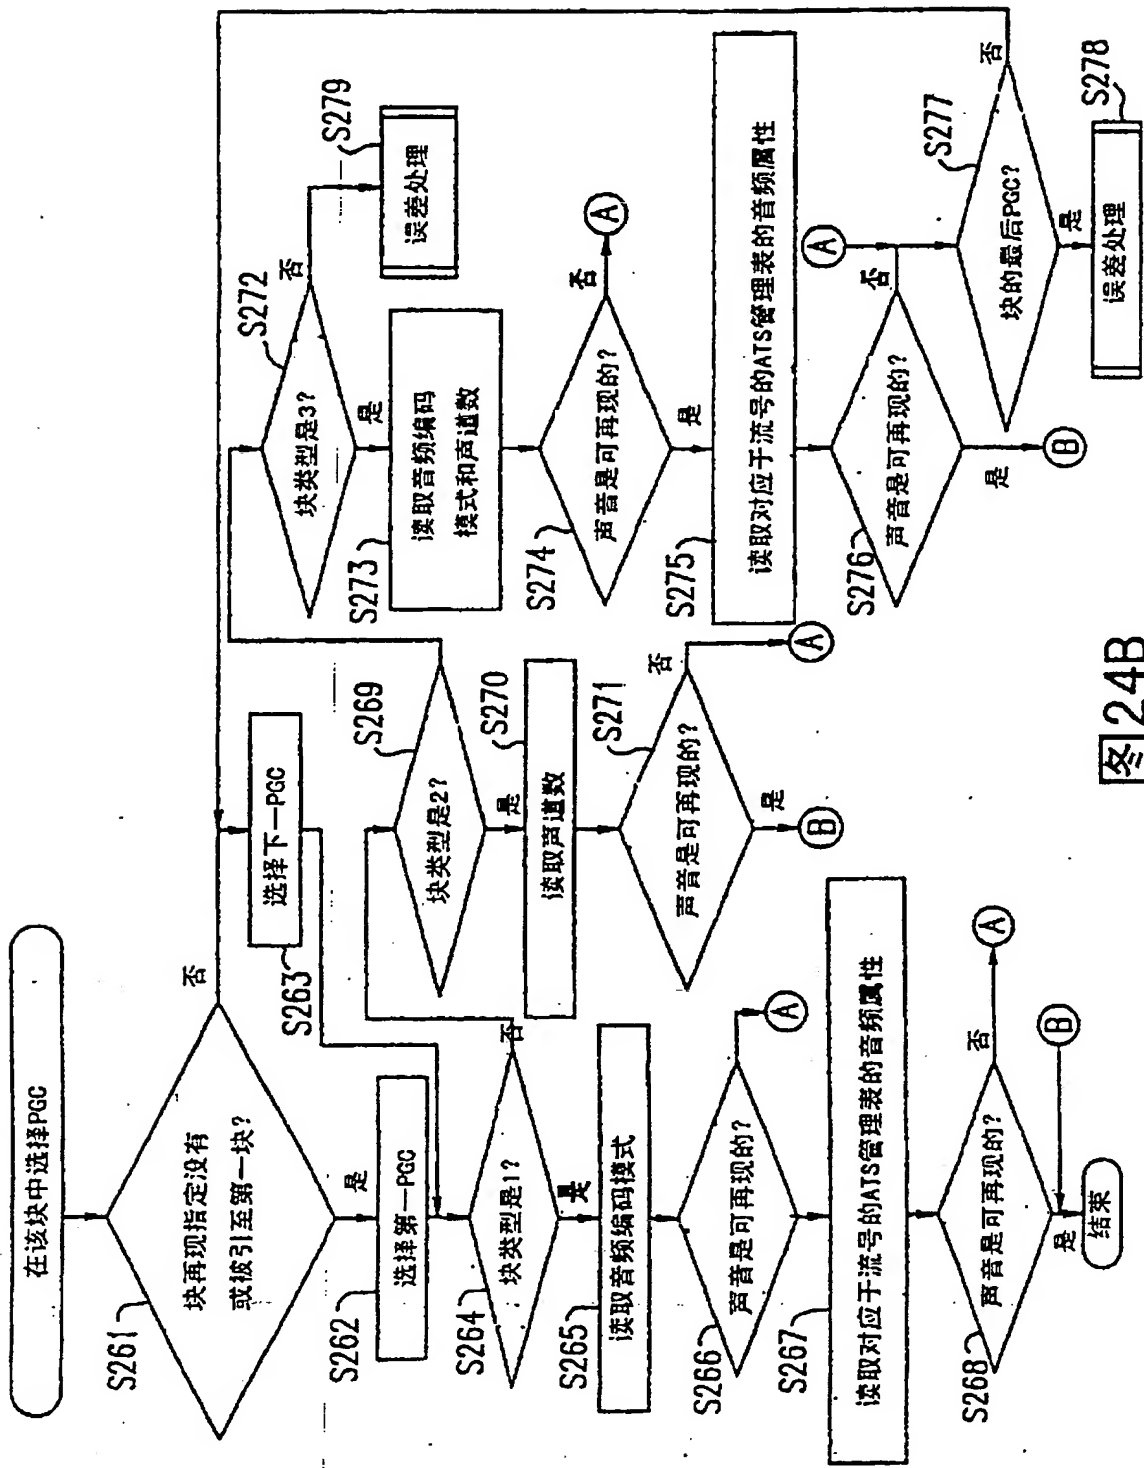 在该块中选择PGC
S261
块再现指定没有
或被引至第一块?
否
是
S262
选择第一PGC
S263
选择下一PGC
S264
块类型是1?
否
是
S265
读取音频编码模式
S266
声音是可再现的?
A
S267
读取对应于流号的ATS管理表的音频属性
S268
声音是可再现的?
否
A
是
B
结束
S269
块类型是2?
是
S270
读取声道数
S271
声音是可再现的?
否
A
是
B
S272
块类型是3?
否
S279
误差处理
是
S273
读取音频编码
模式和声道数
S274
声音是可再现的?
否
A
是
S275
读取对应于流号的ATS管理表的音频属性
S276
声音是可再现的?
否
A
是
B
S277
块的最后PGC?
否
是
S278
误差处理
图24B